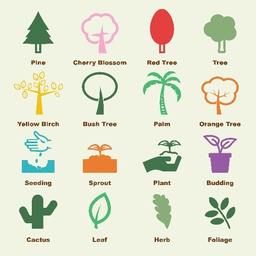 Pine Cherry Blossom Red Tree Tree
Yellow Birch Bush Tree Palm Orange Tree
Seeding Sprout Plant Budding
Cactus Leaf Herb Foliage